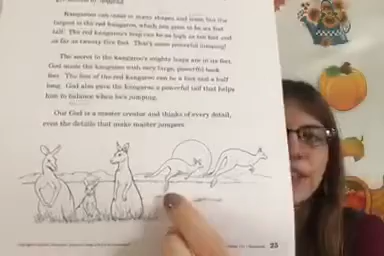 Kangaroos can come in many shapes and sizes, but the
largest is the red kangaroo, which can grow to be six feet
tall! The red kangaroo's leap can be as high as ten feet and
as far as twenty-five feet. That's some powerful jumping!
The secret to the kangaroo's mighty leaps are in its feet.
God made the kangaroo with very large, powerful back
feet. The feet of the red kangaroo can be a foot and a half
long. God also gave the kangaroo a powerful tail that helps
him to balance when he's jumping.
Our God is a master creator and thinks of every detail,
even the details that make master jumpers.
25